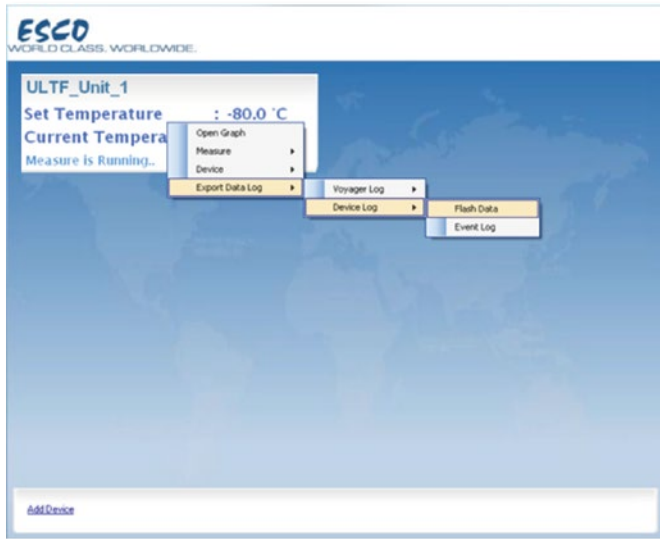 ESCO
WORLD CLASS. WORLDWIDE.
ULTF_Unit_1
Set Temperature : -80.0 °C
Current Tempera
Measure is Running..
Open Graph
Measure
Device
Export Data Log
Voyager Log
Device Log
Flash Data
Event Log
Add Device